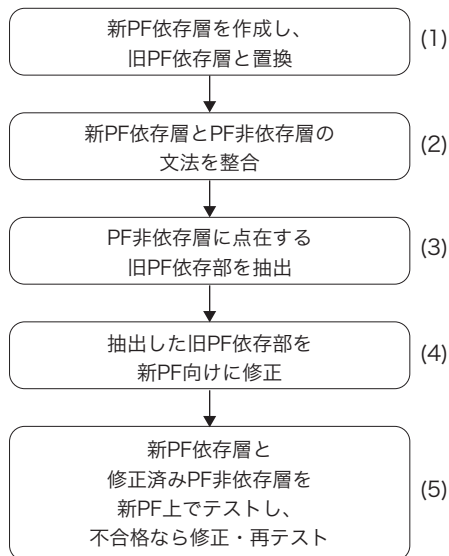 新PF依存層を作成し、
旧PF依存層と置換
(1)
新PF依存層とPF非依存層の
文法を整合
(2)
PF非依存層に点在する
旧PF依存部を抽出
(3)
抽出した旧PF依存部を
新PF向けに修正
(4)
新PF依存層と
修正済みPF非依存層を
新PF上でテストし、
不合格なら修正・再テスト
(5)